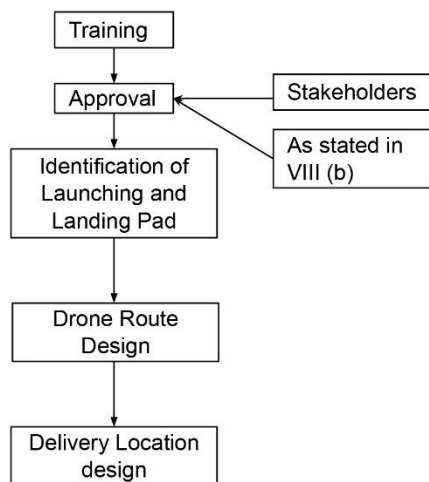 Training
Approval
Stakeholders
As stated in
VIII (b)
Identification of
Launching and
Landing Pad
Drone Route
Design
Delivery Location
design